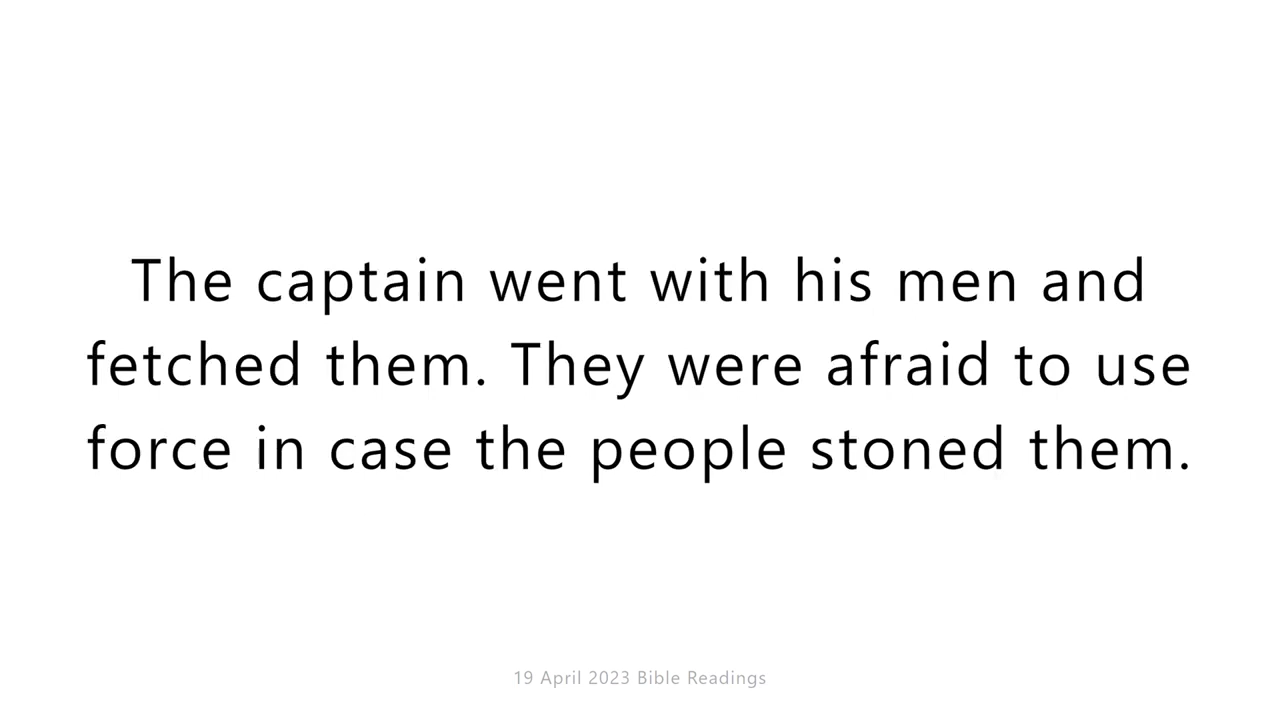 The captain went with his men and
fetched them. They were afraid to use
force in case the people stoned them.
19 April 2023 Bible Readings